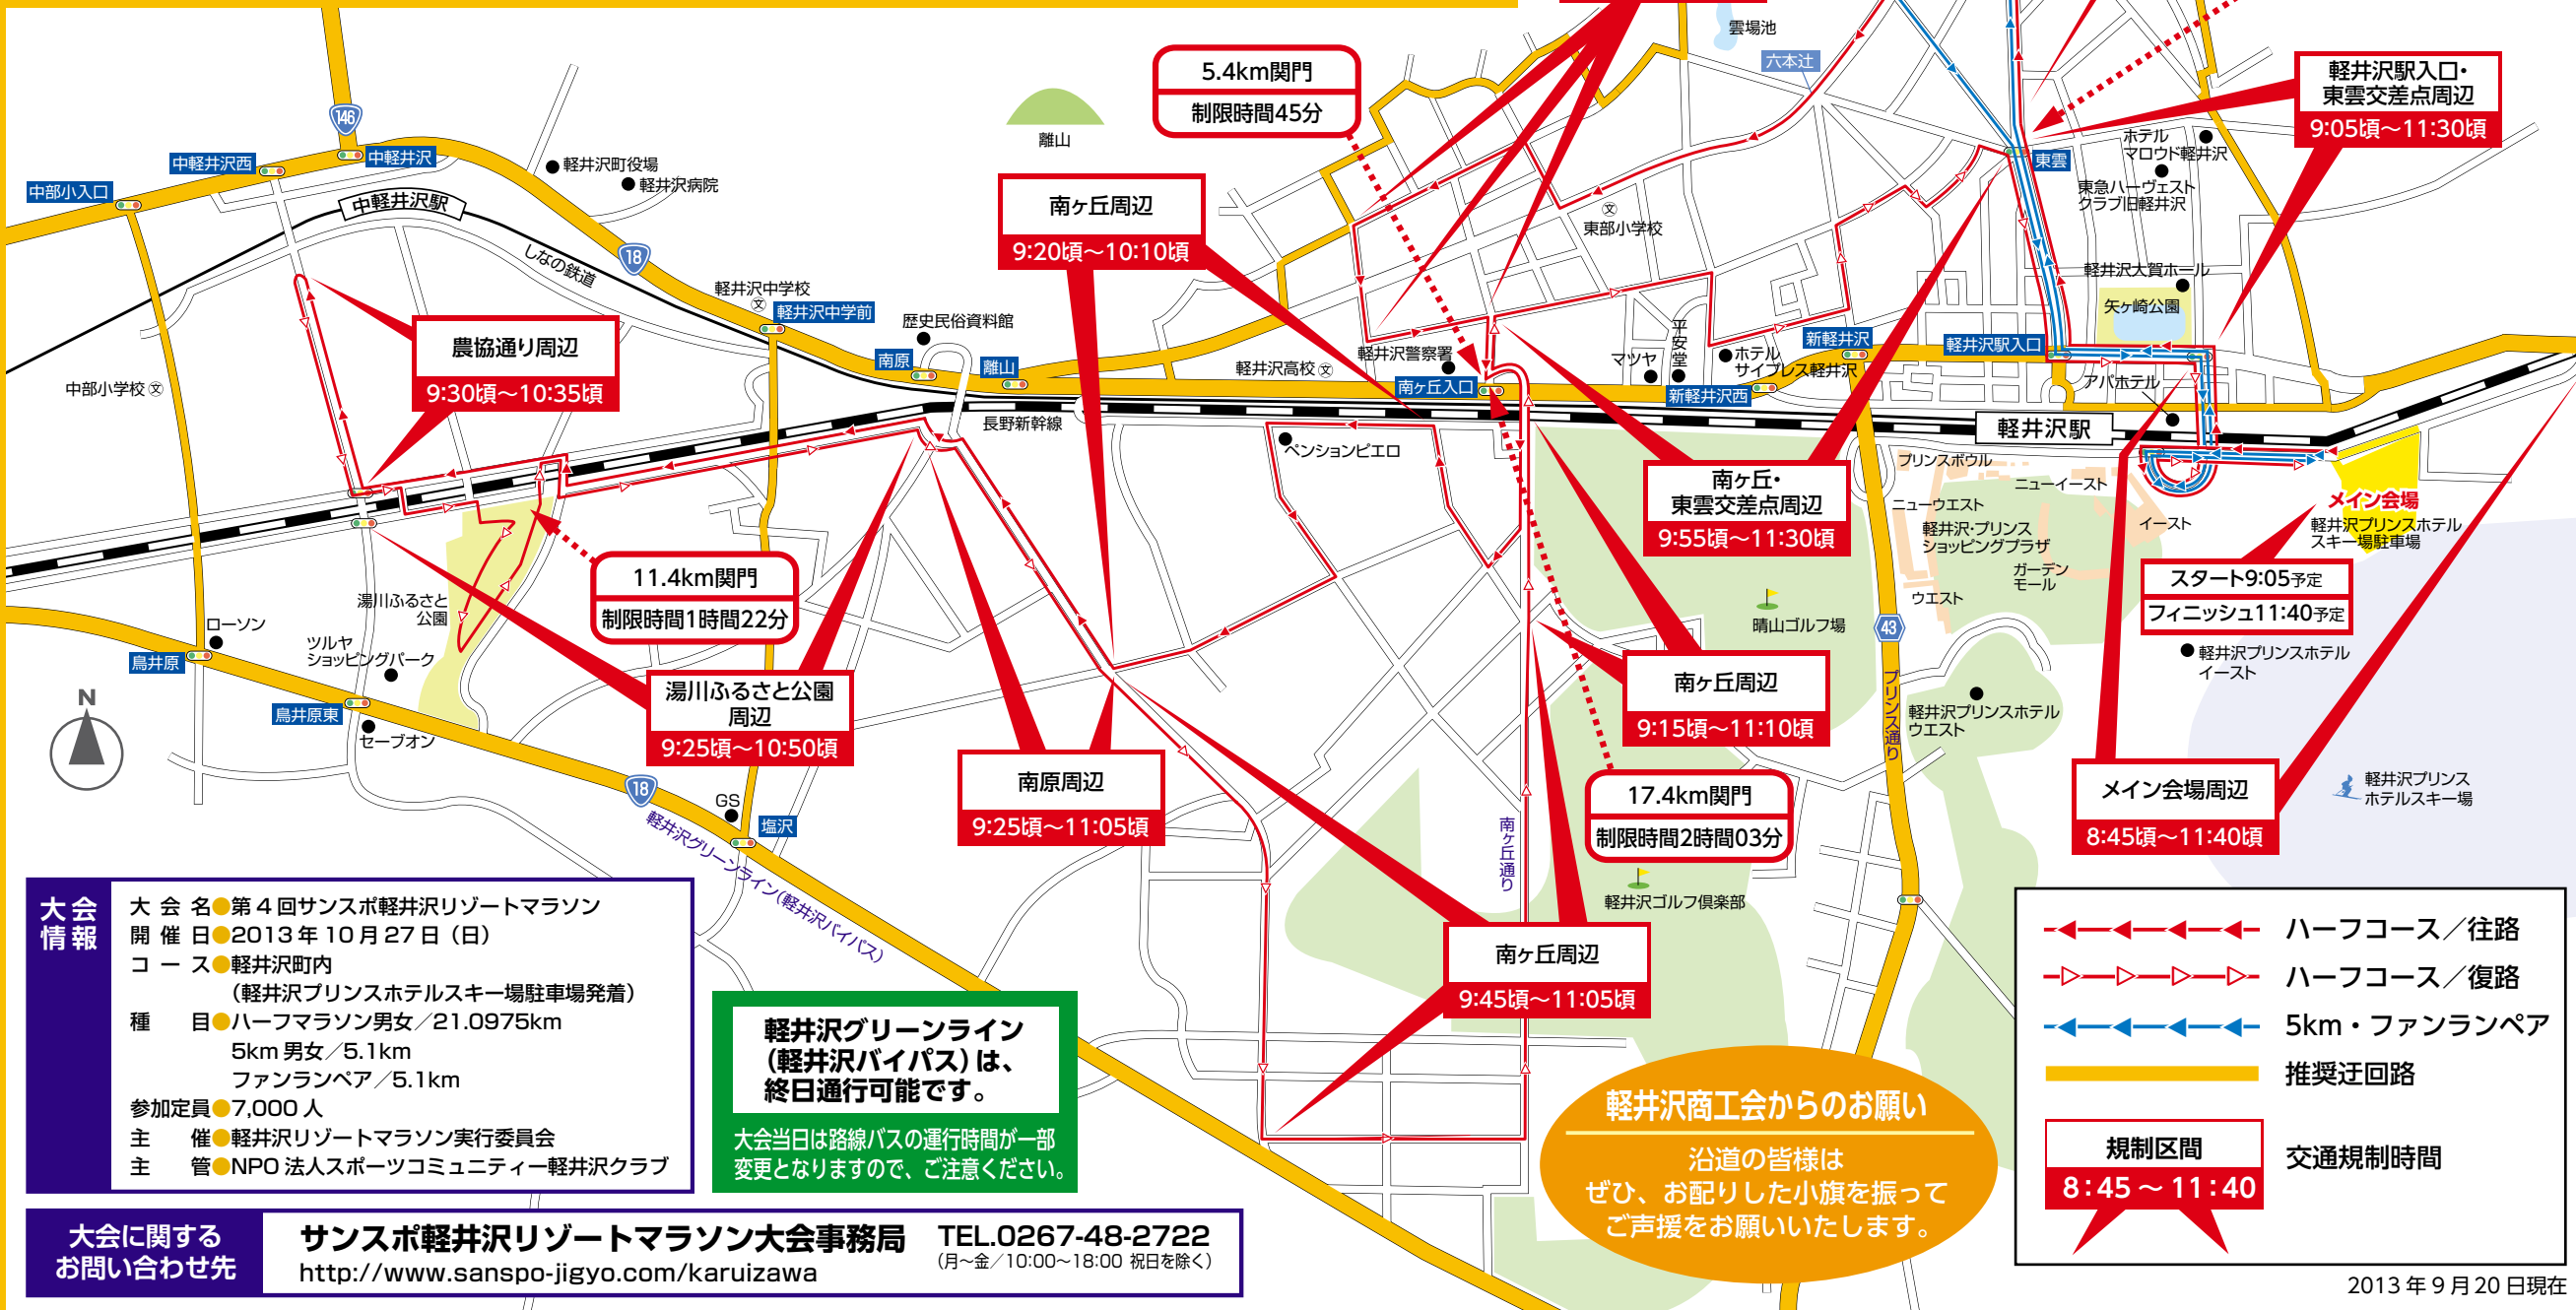 雲場池
六本辻
5.4km関門
制限時間45分
軽井沢駅入口・
東雲交差点周辺
9:05頃〜11:30頃
離山
146
中軽井沢西
中軽井沢
中部小入口
中軽井沢駅
軽井沢町役場
軽井沢病院
しなの鉄道
18
南ヶ丘周辺
9:20頃〜10:10頃
東部小学校
東雲
ホテル
マロウド軽井沢
東急ハーヴェスト
クラブ旧軽井沢
軽井沢大賀ホール
矢ヶ崎公園
軽井沢中学校
軽井沢中学前
歴史民俗資料館
南原
離山
農協通り周辺
9:30頃〜10:35頃
中部小学校
軽井沢高校
軽井沢警察署
南ヶ丘入口
マツヤ
平安堂
ホテル
サイプレス軽井沢
新軽井沢
新軽井沢西
軽井沢駅入口
アパホテル
軽井沢駅
長野新幹線
ペンションピエロ
プリンスボウル
ニューイースト
ニューウエスト
軽井沢・プリンス
ショッピングプラザ
ガーデン
モール
ウエスト
イースト
メイン会場
軽井沢プリンスホテル
スキー場駐車場
スタート9:05予定
フィニッシュ11:40予定
軽井沢プリンスホテル
イースト
南ヶ丘・
東雲交差点周辺
9:55頃〜11:30頃
11.4km関門
制限時間1時間22分
湯川ふるさと
公園
ローソン
鳥井原
ツルヤ
ショッピングパーク
鳥井原東
セーブオン
N
湯川ふるさと公園
周辺
9:25頃〜10:50頃
晴山ゴルフ場
43
プリンス通り
南ヶ丘周辺
9:15頃〜11:10頃
軽井沢プリンスホテル
ウエスト
南原周辺
9:25頃〜11:05頃
17.4km関門
制限時間2時間03分
メイン会場周辺
8:45頃〜11:40頃
軽井沢プリンス
ホテルスキー場
18
GS
塩沢
軽井沢グリーンライン(軽井沢バイパス)
南ヶ丘通り
軽井沢ゴルフ倶楽部
南ヶ丘周辺
9:45頃〜11:05頃
大会情報
大会名●第4回サンスポ軽井沢リゾートマラソン
開催日●2013年10月27日（日）
コース●軽井沢町内
（軽井沢プリンスホテルスキー場駐車場発着）
種目●ハーフマラソン男女／21.0975km
5km男女／5.1km
ファンランペア／5.1km
参加定員●7,000人
主催●軽井沢リゾートマラソン実行委員会
主管●NPO法人スポーツコミュニティー軽井沢クラブ
軽井沢グリーンライン
（軽井沢バイパス）は、
終日通行可能です。
大会当日は路線バスの運行時間が一部
変更となりますので、ご注意ください。
軽井沢商工会からのお願い
沿道の皆様は
ぜひ、お配りした小旗を振って
ご声援をお願いいたします。
ハーフコース／往路
ハーフコース／復路
5km・ファンランペア
推奨迂回路
規制区間
8:45〜11:40
交通規制時間
大会に関する
お問い合わせ先
サンスポ軽井沢リゾートマラソン大会事務局 TEL.0267-48-2722
http://www.sanspo-jigyo.com/karuizawa （月〜金／10:00〜18:00 祝日を除く）
2013年9月20日現在